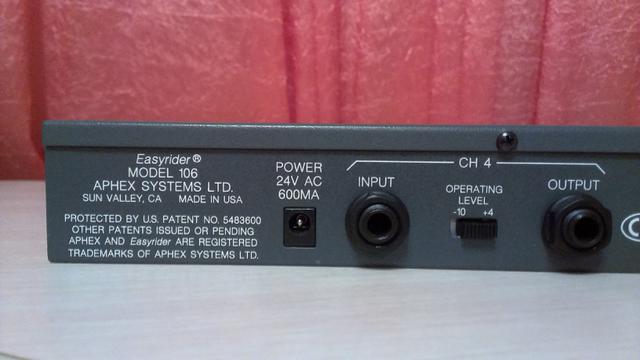 Easyrider®
MODEL 106
APHEX SYSTEMS LTD.
SUN VALLEY, CA MADE IN USA
PROTECTED BY U.S. PATENT NO. 5483600
OTHER PATENTS ISSUED OR PENDING
APHEX AND Easyrider ARE REGISTERED
TRADEMARKS OF APHEX SYSTEMS LTD.
POWER
24V AC
600MA
CH 4
INPUT
OPERATING
LEVEL
-10 +4
OUTPUT